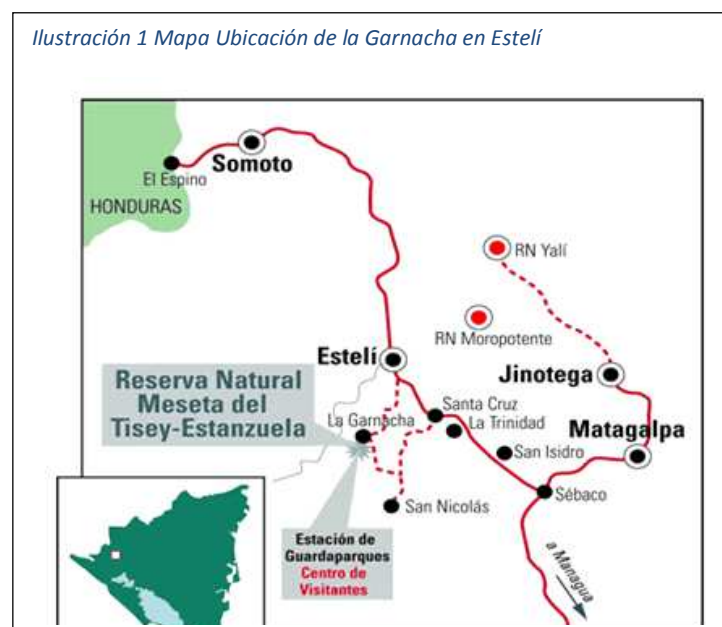 Ilustración 1 Mapa Ubicación de la Garnacha en Estelí
Somoto
El Espino
HONDURAS
RN Yalí
RN Moropotente
Estelí
Jinotega
Reserva Natural
Meseta del
Tisey-Estanzuela
Santa Cruz
La Garnacha
La Trinidad
Matagalpa
San Isidro
Sébaco
San Nicolás
Estación de
Guardaparques
Centro de
Visitantes
a Managua